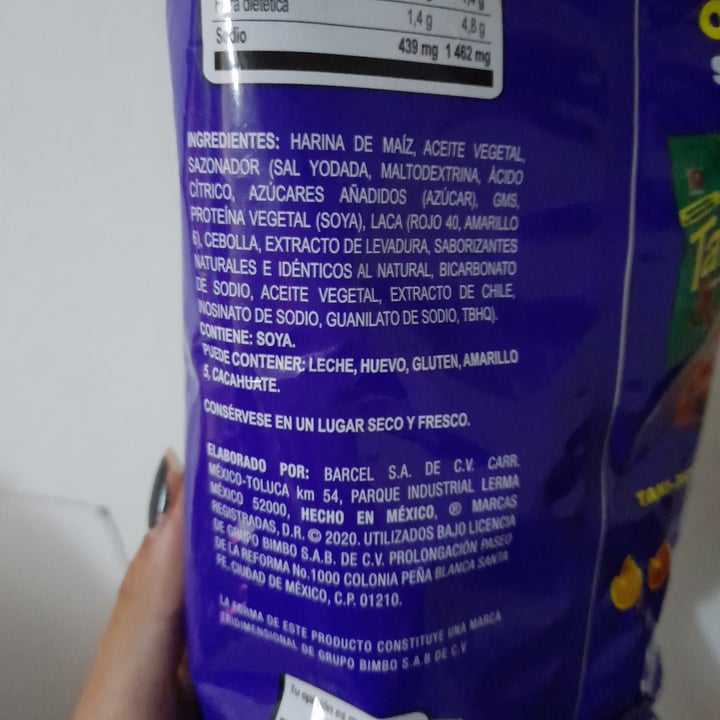 dietética 1,4 g 4,8 g
Sodio 439 mg 1 462 mg
INGREDIENTES: HARINA DE MAÍZ, ACEITE VEGETAL,
SAZONADOR (SAL YODADA, MALTODEXTRINA, ÁCIDO
CÍTRICO, AZÚCARES AÑADIDOS (AZÚCAR), GMS,
PROTEÍNA VEGETAL (SOYA), LACA (ROJO 40, AMARILLO
6), CEBOLLA, EXTRACTO DE LEVADURA, SABORIZANTES
NATURALES E IDÉNTICOS AL NATURAL, BICARBONATO
DE SODIO, ACEITE VEGETAL, EXTRACTO DE CHILE,
INOSINATO DE SODIO, GUANILATO DE SODIO, TBHQ).
CONTIENE: SOYA.
PUEDE CONTENER: LECHE, HUEVO, GLUTEN, AMARILLO
5, CACAHUATE.
CONSÉRVESE EN UN LUGAR SECO Y FRESCO.
ELABORADO POR: BARCEL S.A. DE C.V. CARR.
MÉXICO-TOLUCA km 54, PARQUE INDUSTRIAL LERMA
MÉXICO 52000, HECHO EN MÉXICO, ® MARCAS
REGISTRADAS, D.R. © 2020. UTILIZADOS BAJO LICENCIA
DE GRUPO BIMBO S.A.B. DE C.V. PROLONGACIÓN PASEO
DE LA REFORMA No.1000 COLONIA PEÑA BLANCA SANTA
FE, CIUDAD DE MÉXICO, C.P. 01210.
LA FORMA DE ESTE PRODUCTO CONSTITUYE UNA MARCA
TRIDIMENSIONAL DE GRUPO BIMBO S.A.B DE C.V
Tu opinión es